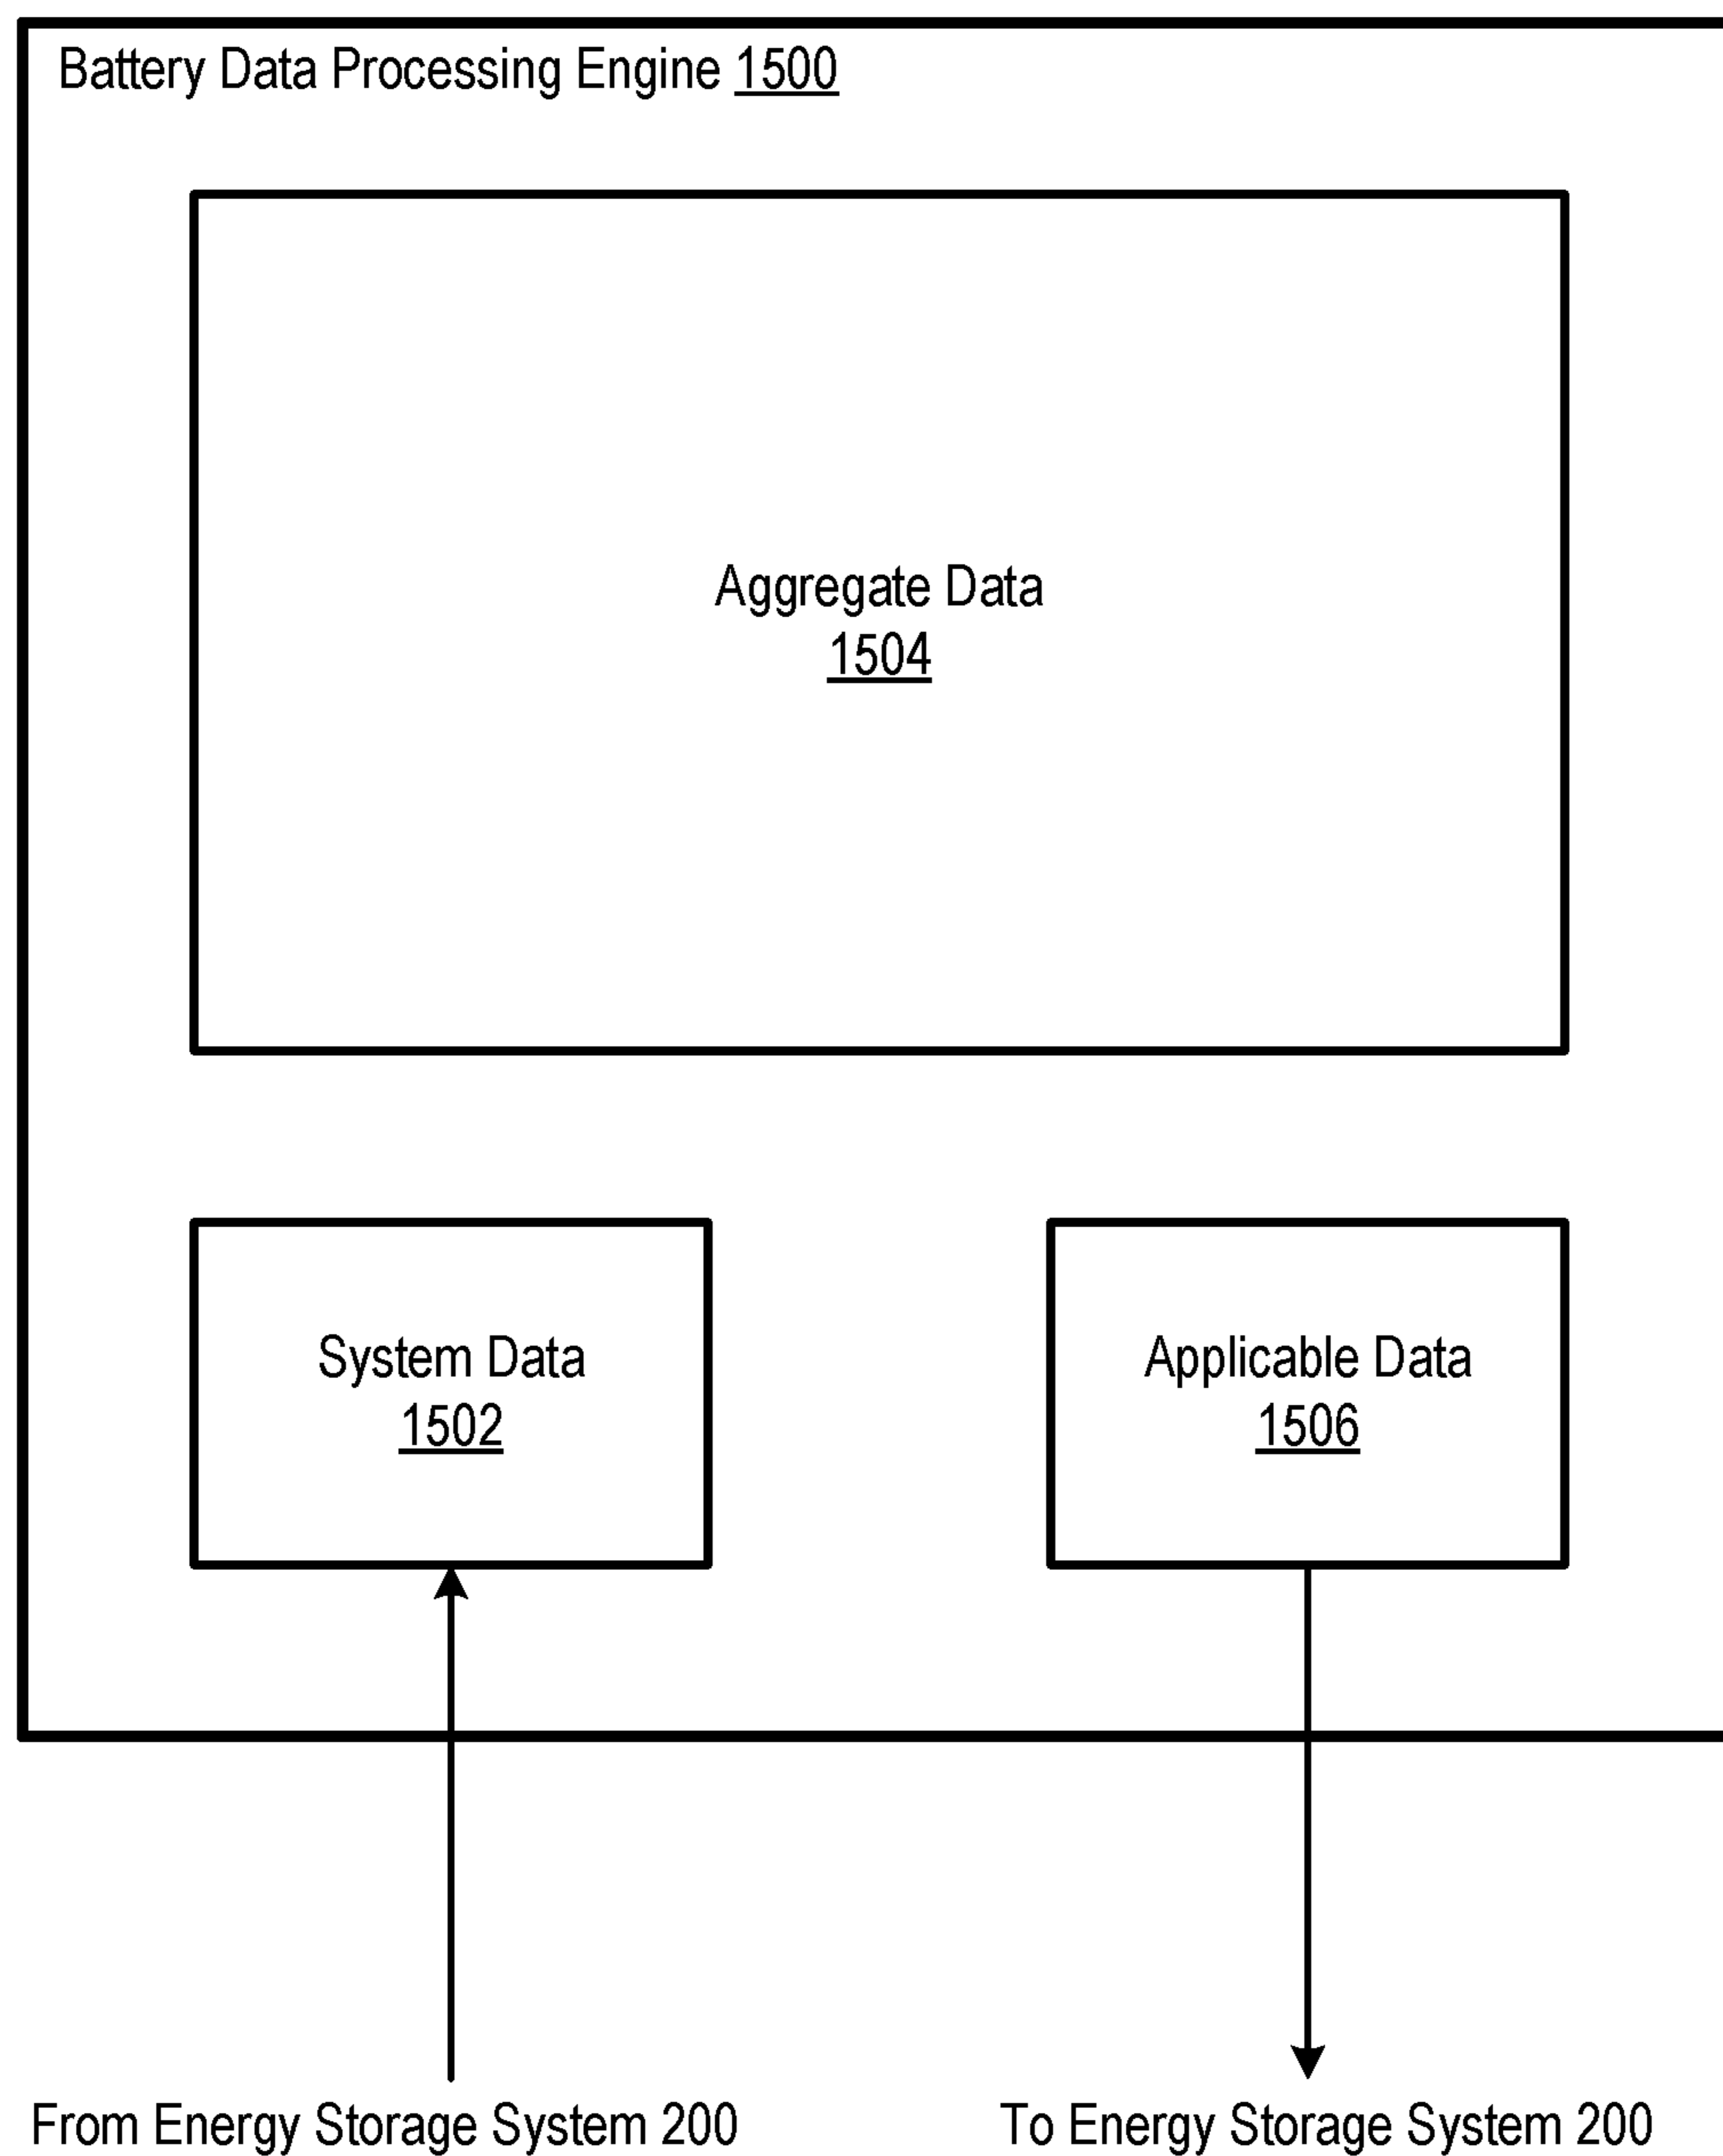 Battery Data Processing Engine 1500
Aggregate Data
1504
System Data
1502
Applicable Data
1506
From Energy Storage System 200
To Energy Storage System 200